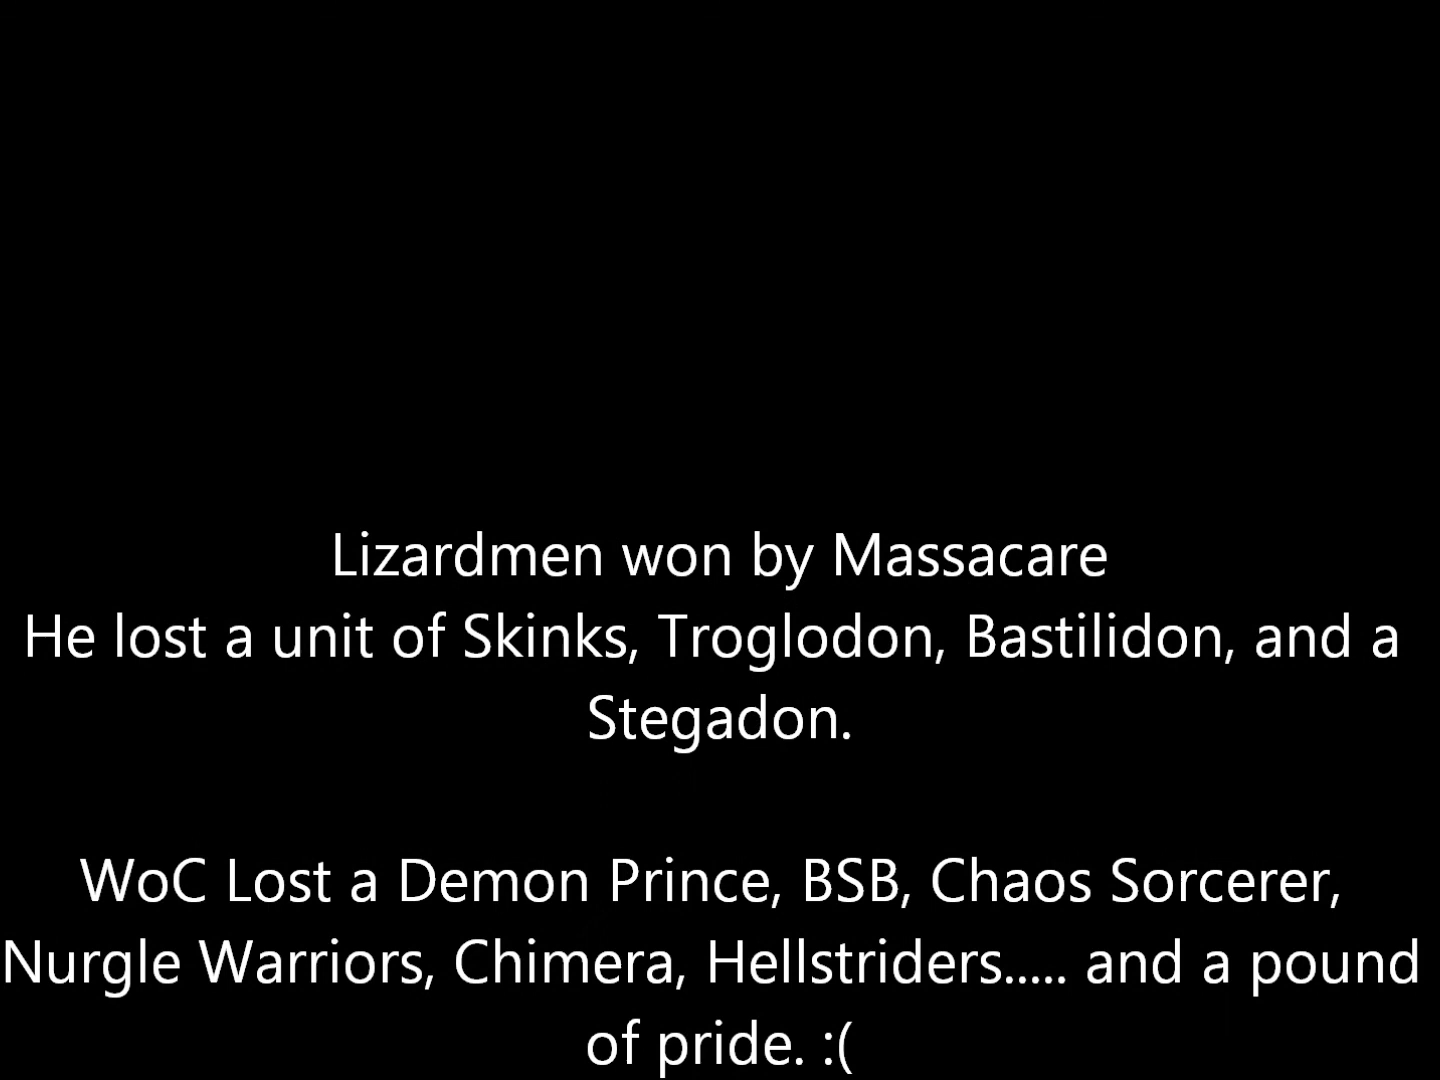 Lizardmen won by Massacare
He lost a unit of Skinks, Troglodon, Bastilidon, and a
Stegadon.
WoC Lost a Demon Prince, BSB, Chaos Sorcerer,
Nurgle Warriors, Chimera, Hellstriders..... and a pound
of pride. :(